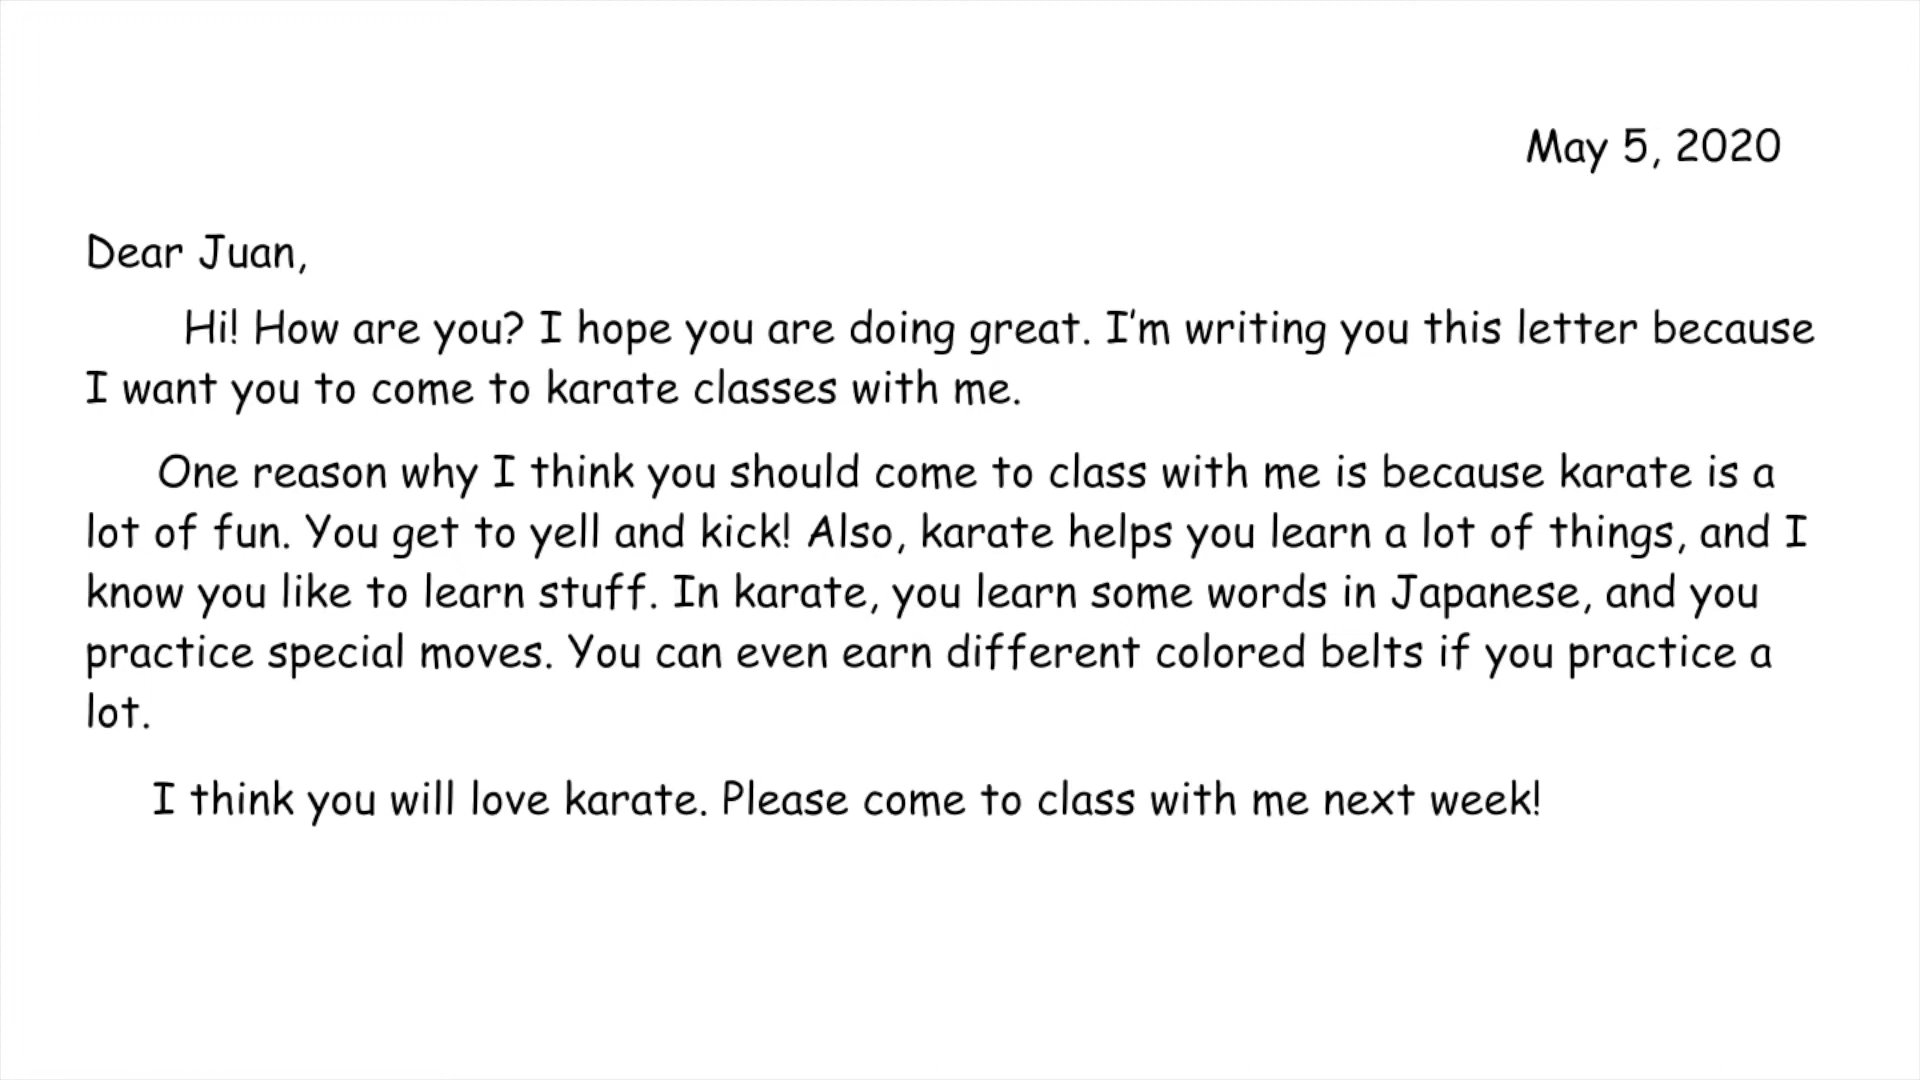 May 5, 2020
Dear Juan,
Hi! How are you? I hope you are doing great. I'm writing you this letter because
I want you to come to karate classes with me.
One reason why I think you should come to class with me is because karate is a
lot of fun. You get to yell and kick! Also, karate helps you learn a lot of things, and I
know you like to learn stuff. In karate, you learn some words in Japanese, and you
practice special moves. You can even earn different colored belts if you practice a
lot.
I think you will love karate. Please come to class with me next week!